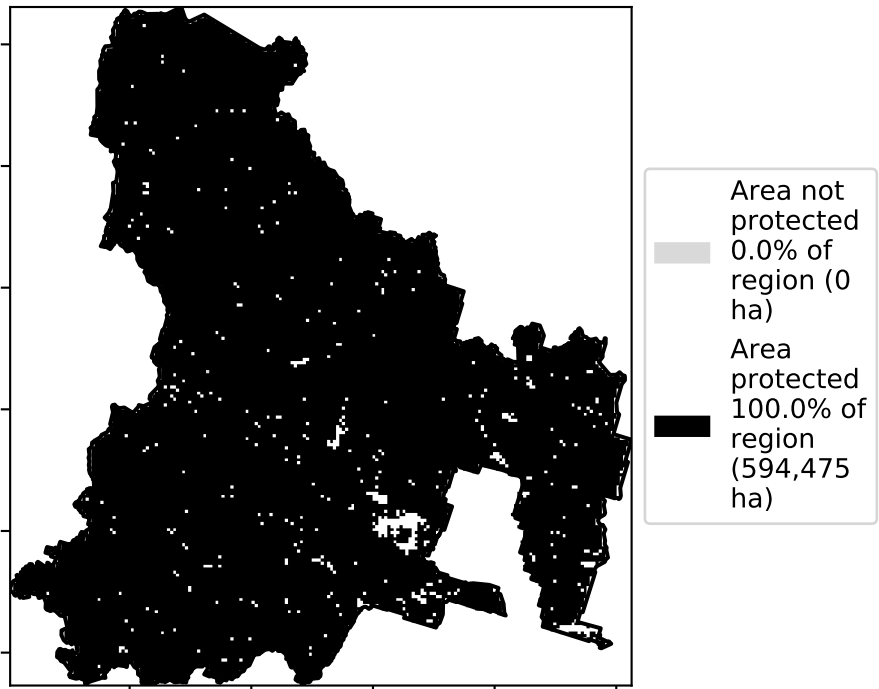 Area not
protected
0.0% of
region (0
ha)
Area
protected
100.0% of
region
(594,475
ha)